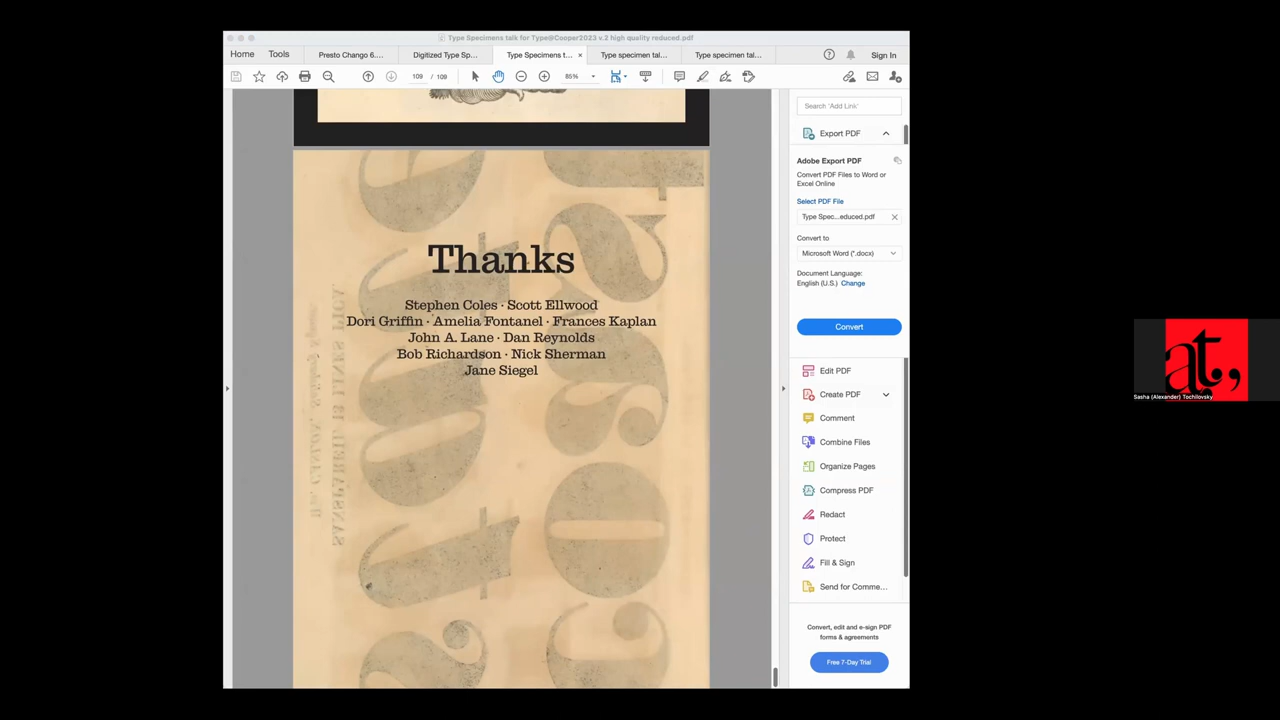 Type Specimens talk for Type@Cooper2023 v.2 high quality reduced.pdf
Home
Tools
Presto Chango 6....
Digitized Type Sp...
Type Specimens t... ×
Type specimen tal...
Type specimen tal...
Sign In
109 / 109
85%
Search 'Add Link'
Export PDF
Adobe Export PDF
Convert PDF Files to Word or
Excel Online
Select PDF File
Type Spec...educed.pdf
Convert to
Microsoft Word (*.docx)
Document Language:
English (U.S.) Change
Convert
Edit PDF
Create PDF
Comment
Combine Files
Organize Pages
Compress PDF
Redact
Protect
Fill & Sign
Send for Comme...
Convert, edit and e-sign PDF
forms & agreements
Free 7-Day Trial
Thanks
Stephen Coles · Scott Ellwood
Dori Griffin · Amelia Fontanel · Frances Kaplan
John A. Lane · Dan Reynolds
Bob Richardson · Nick Sherman
Jane Siegel
at,
Sasha (Alexander) Tochilovsky